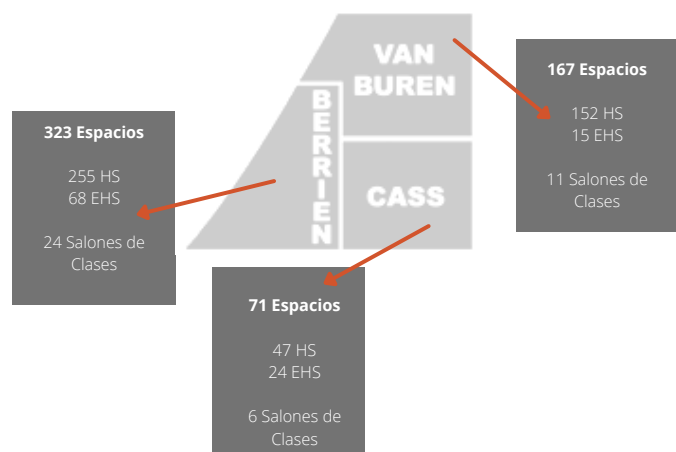 VAN
BUREN
BERRIEN
CASS
167 Espacios
152 HS
15 EHS
11 Salones de
Clases
323 Espacios
255 HS
68 EHS
24 Salones de
Clases
71 Espacios
47 HS
24 EHS
6 Salones de
Clases